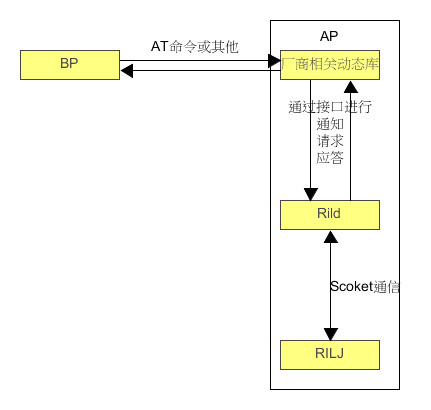 AP
AT命令或其他
BP
厂商相关动态库
通过接口进行
通知
请求
应答
Rild
Scoket通信
RILJ